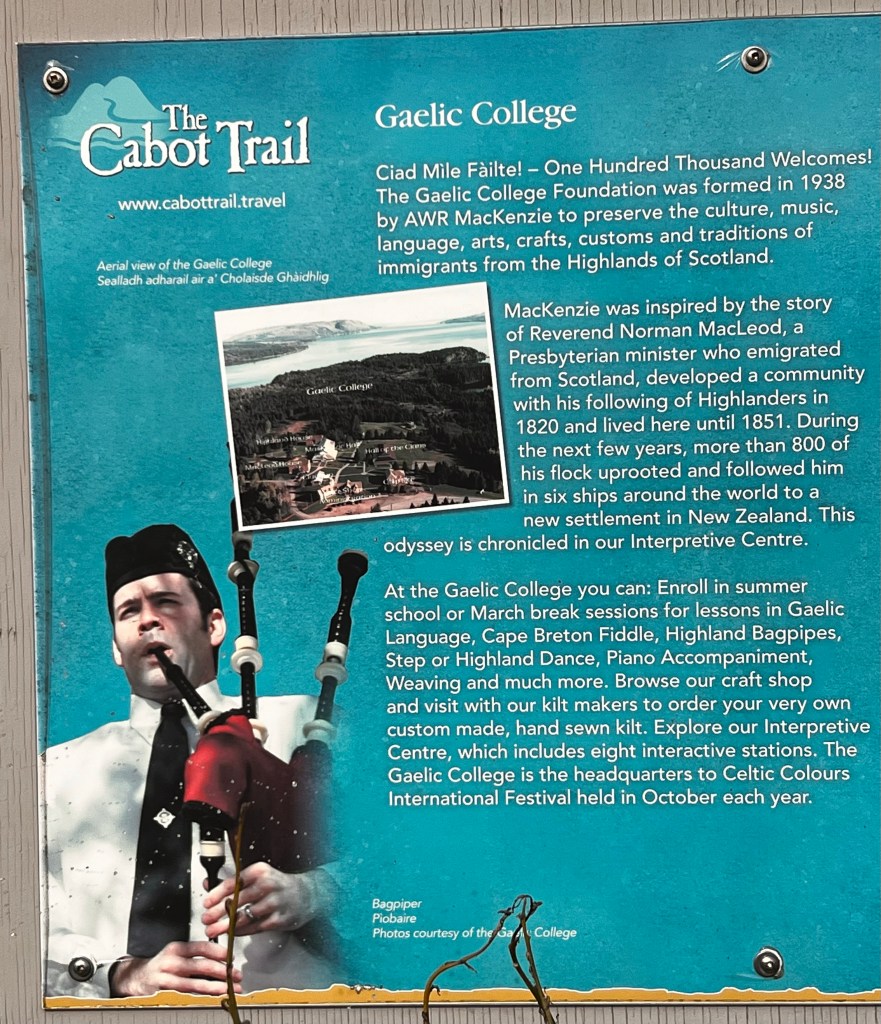 The
Cabot Trail
www.cabottrail.travel
Aerial view of the Gaelic College
Sealladh adharail air a' Cholaisde Ghàidhlig
Gaelic College
Ciad Mìle Fàilte! – One Hundred Thousand Welcomes!
The Gaelic College Foundation was formed in 1938
by AWR MacKenzie to preserve the culture, music,
language, arts, crafts, customs and traditions of
immigrants from the Highlands of Scotland.
Gaelic College
Hall of the Clans
MacKenzie was inspired by the story
of Reverend Norman MacLeod, a
Presbyterian minister who emigrated
from Scotland, developed a community
with his following of Highlanders in
1820 and lived here until 1851. During
the next few years, more than 800 of
his flock uprooted and followed him
in six ships around the world to a
new settlement in New Zealand. This
odyssey is chronicled in our Interpretive Centre.
At the Gaelic College you can: Enroll in summer
school or March break sessions for lessons in Gaelic
Language, Cape Breton Fiddle, Highland Bagpipes,
Step or Highland Dance, Piano Accompaniment,
Weaving and much more. Browse our craft shop
and visit with our kilt makers to order your very own
custom made, hand sewn kilt. Explore our Interpretive
Centre, which includes eight interactive stations. The
Gaelic College is the headquarters to Celtic Colours
International Festival held in October each year.
Bagpiper
Piobaire
Photos courtesy of the Gaelic College